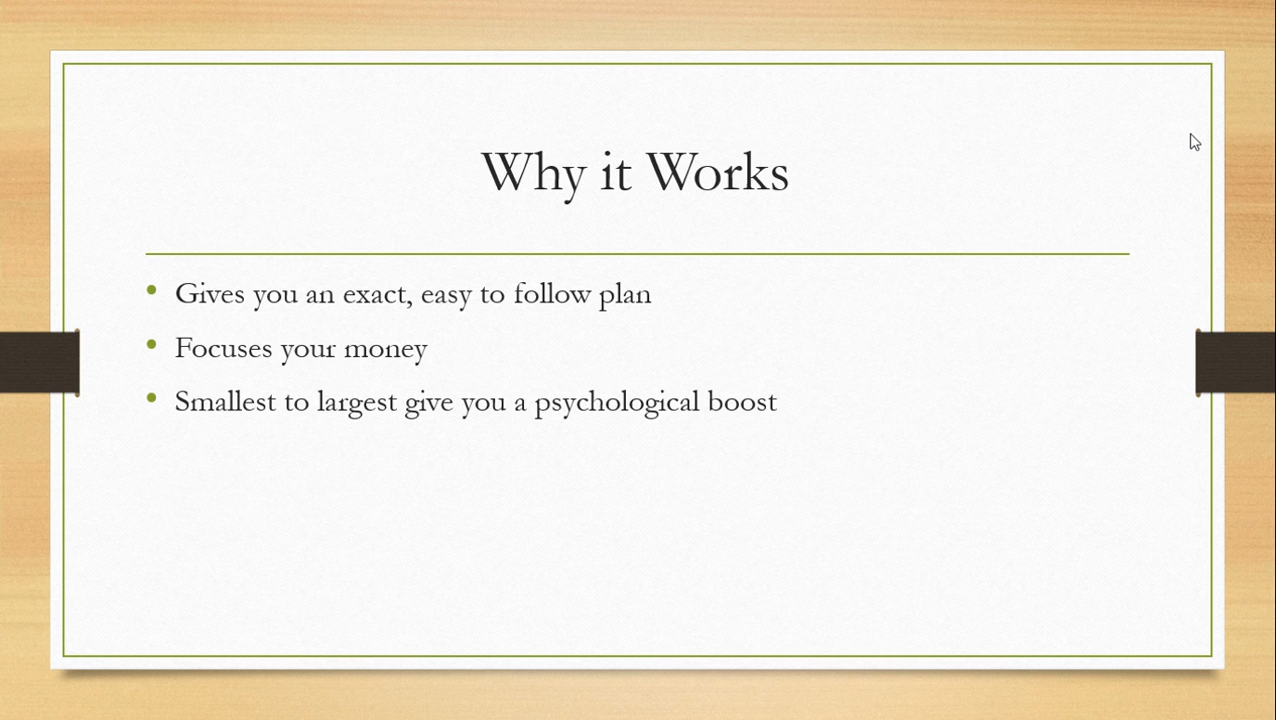 Why it Works
• Gives you an exact, easy to follow plan
• Focuses your money
• Smallest to largest give you a psychological boost